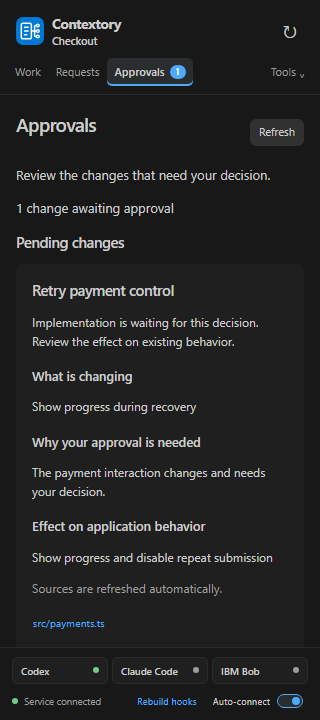 Contextory
Checkout
Work Requests Approvals 1 Tools
Approvals
Refresh
Review the changes that need your decision.
1 change awaiting approval
Pending changes
Retry payment control
Implementation is waiting for this decision.
Review the effect on existing behavior.
What is changing
Show progress during recovery
Why your approval is needed
The payment interaction changes and needs
your decision.
Effect on application behavior
Show progress and disable repeat submission
Sources are refreshed automatically.
src/payments.ts
Codex Claude Code IBM Bob
Service connected Rebuild hooks Auto-connect